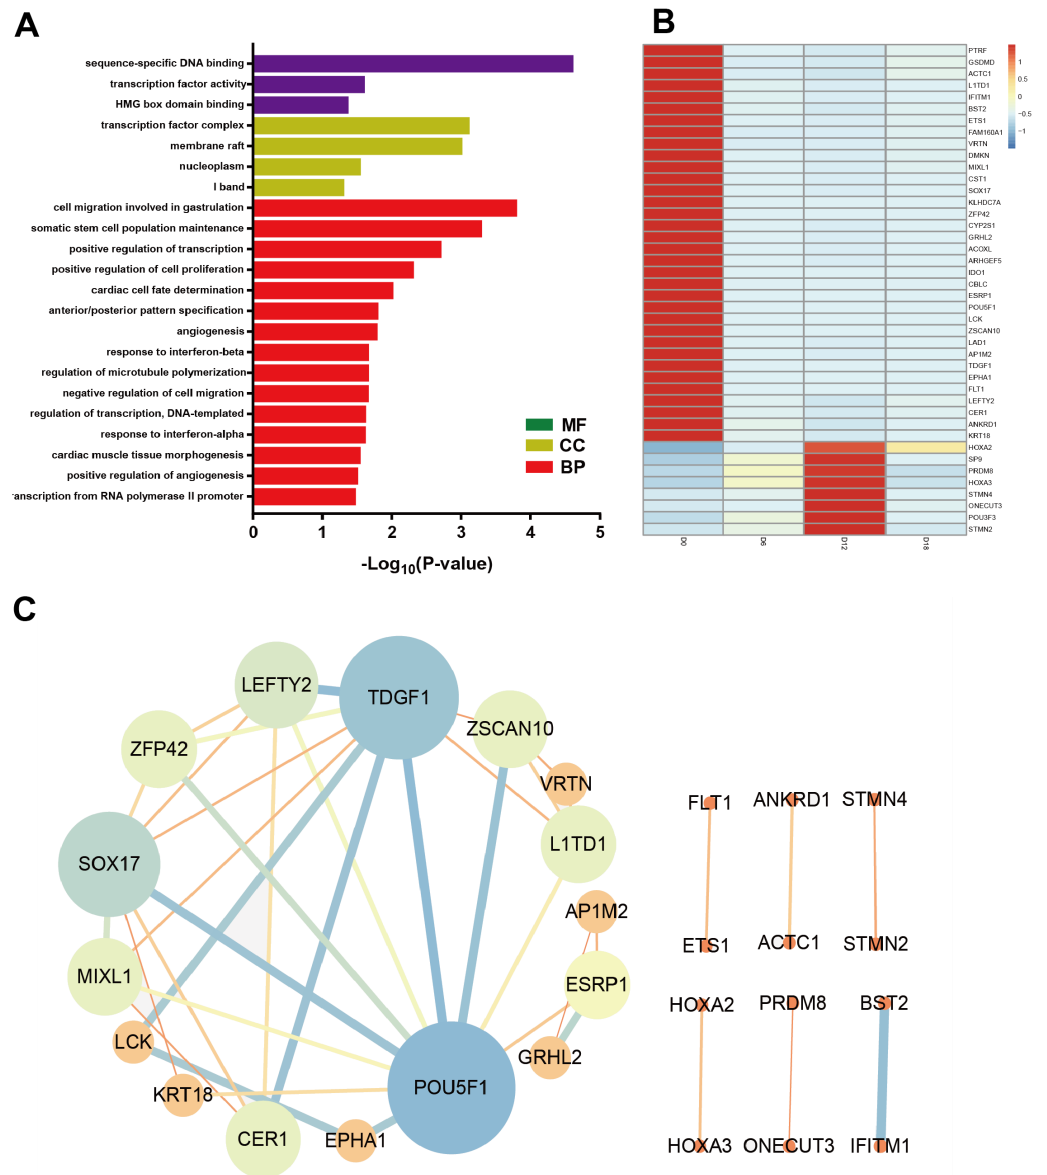 A
sequence-specific DNA binding
transcription factor activity
HMG box domain binding
transcription factor complex
membrane raft
nucleoplasm
I band
cell migration involved in gastrulation
somatic stem cell population maintenance
positive regulation of transcription
positive regulation of cell proliferation
cardiac cell fate determination
anterior/posterior pattern specification
angiogenesis
response to interferon-beta
regulation of microtubule polymerization
negative regulation of cell migration
regulation of transcription, DNA-templated
response to interferon-alpha
cardiac muscle tissue morphogenesis
positive regulation of angiogenesis
anscription from RNA polymerase II promoter
MF
CC
BP
0 1 2 3 4 5
-Log10(P-value)
B
PTRF
GSDMD
ACTC1
L1TD1
IFITM1
BST2
ETS1
FAM160A1
VRTN
DMKN
MIXL1
CST1
SOX17
KLHDC7A
ZFP42
CYP2S1
GRHL2
ACOXL
ARHGEF5
IDO1
CBLC
ESRP1
POU5F1
LCK
ZSCAN10
LAD1
AP1M2
TDGF1
EPHA1
FLT1
LEFTY2
CER1
ANKRD1
KRT18
HOXA2
SP9
PRDM8
HOXA3
STMN4
ONECUT3
POU3F3
STMN2
D0 D6 D12 D18
1
0.5
0
−0.5
−1
C
LEFTY2
TDGF1
ZSCAN10
ZFP42
VRTN
L1TD1
SOX17
AP1M2
MIXL1
ESRP1
LCK
GRHL2
KRT18
POU5F1
CER1
EPHA1
FLT1 ANKRD1 STMN4
ETS1 ACTC1 STMN2
HOXA2 PRDM8 BST2
HOXA3 ONECUT3 IFITM1